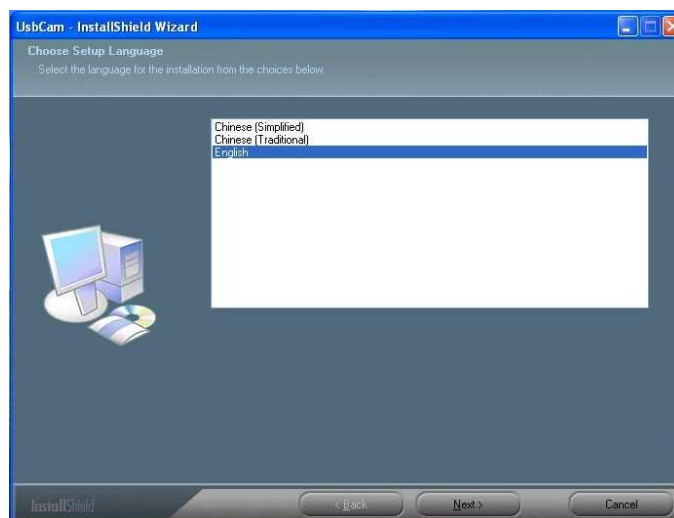 UsbCam - InstallShield Wizard
Choose Setup Language
Select the language for the installation from the choices below.
Chinese (Simplified)
Chinese (Traditional)
English
InstallShield
< Back
Next >
Cancel